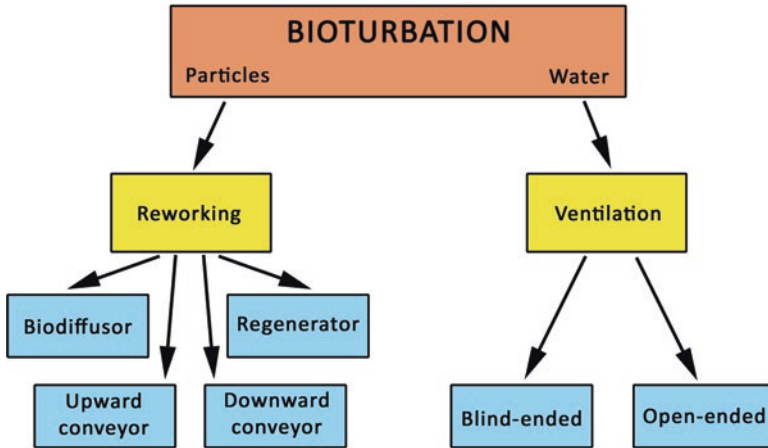 BIOTURBATION
Particles
Water
Reworking
Ventilation
Biodiffusor
Regenerator
Upward
conveyor
Downward
conveyor
Blind-ended
Open-ended